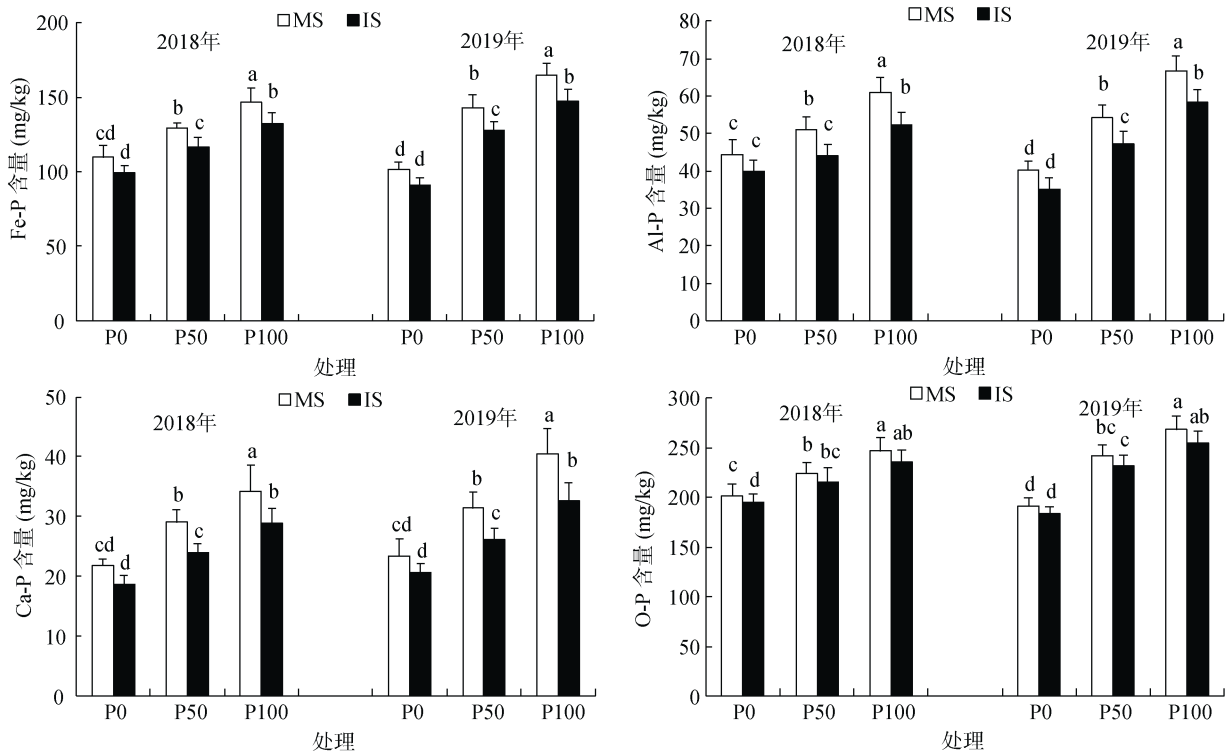 MS IS
2018年 2019年
Fe-P 含量 (mg/kg)
200
150
100
50
0
cd d b c a b d d b c a b
P0 P50 P100 P0 P50 P100
处理
MS IS
2018年 2019年
Al-P 含量 (mg/kg)
80
70
60
50
40
30
20
10
0
c c b c a b d d b c a b
P0 P50 P100 P0 P50 P100
处理
MS IS
2018年 2019年
Ca-P 含量 (mg/kg)
50
40
30
20
10
0
cd d b c a b cd d b c a b
P0 P50 P100 P0 P50 P100
处理
MS IS
2018年 2019年
O-P 含量 (mg/kg)
300
250
200
150
100
50
0
c d b bc a ab d d bc c a ab
P0 P50 P100 P0 P50 P100
处理